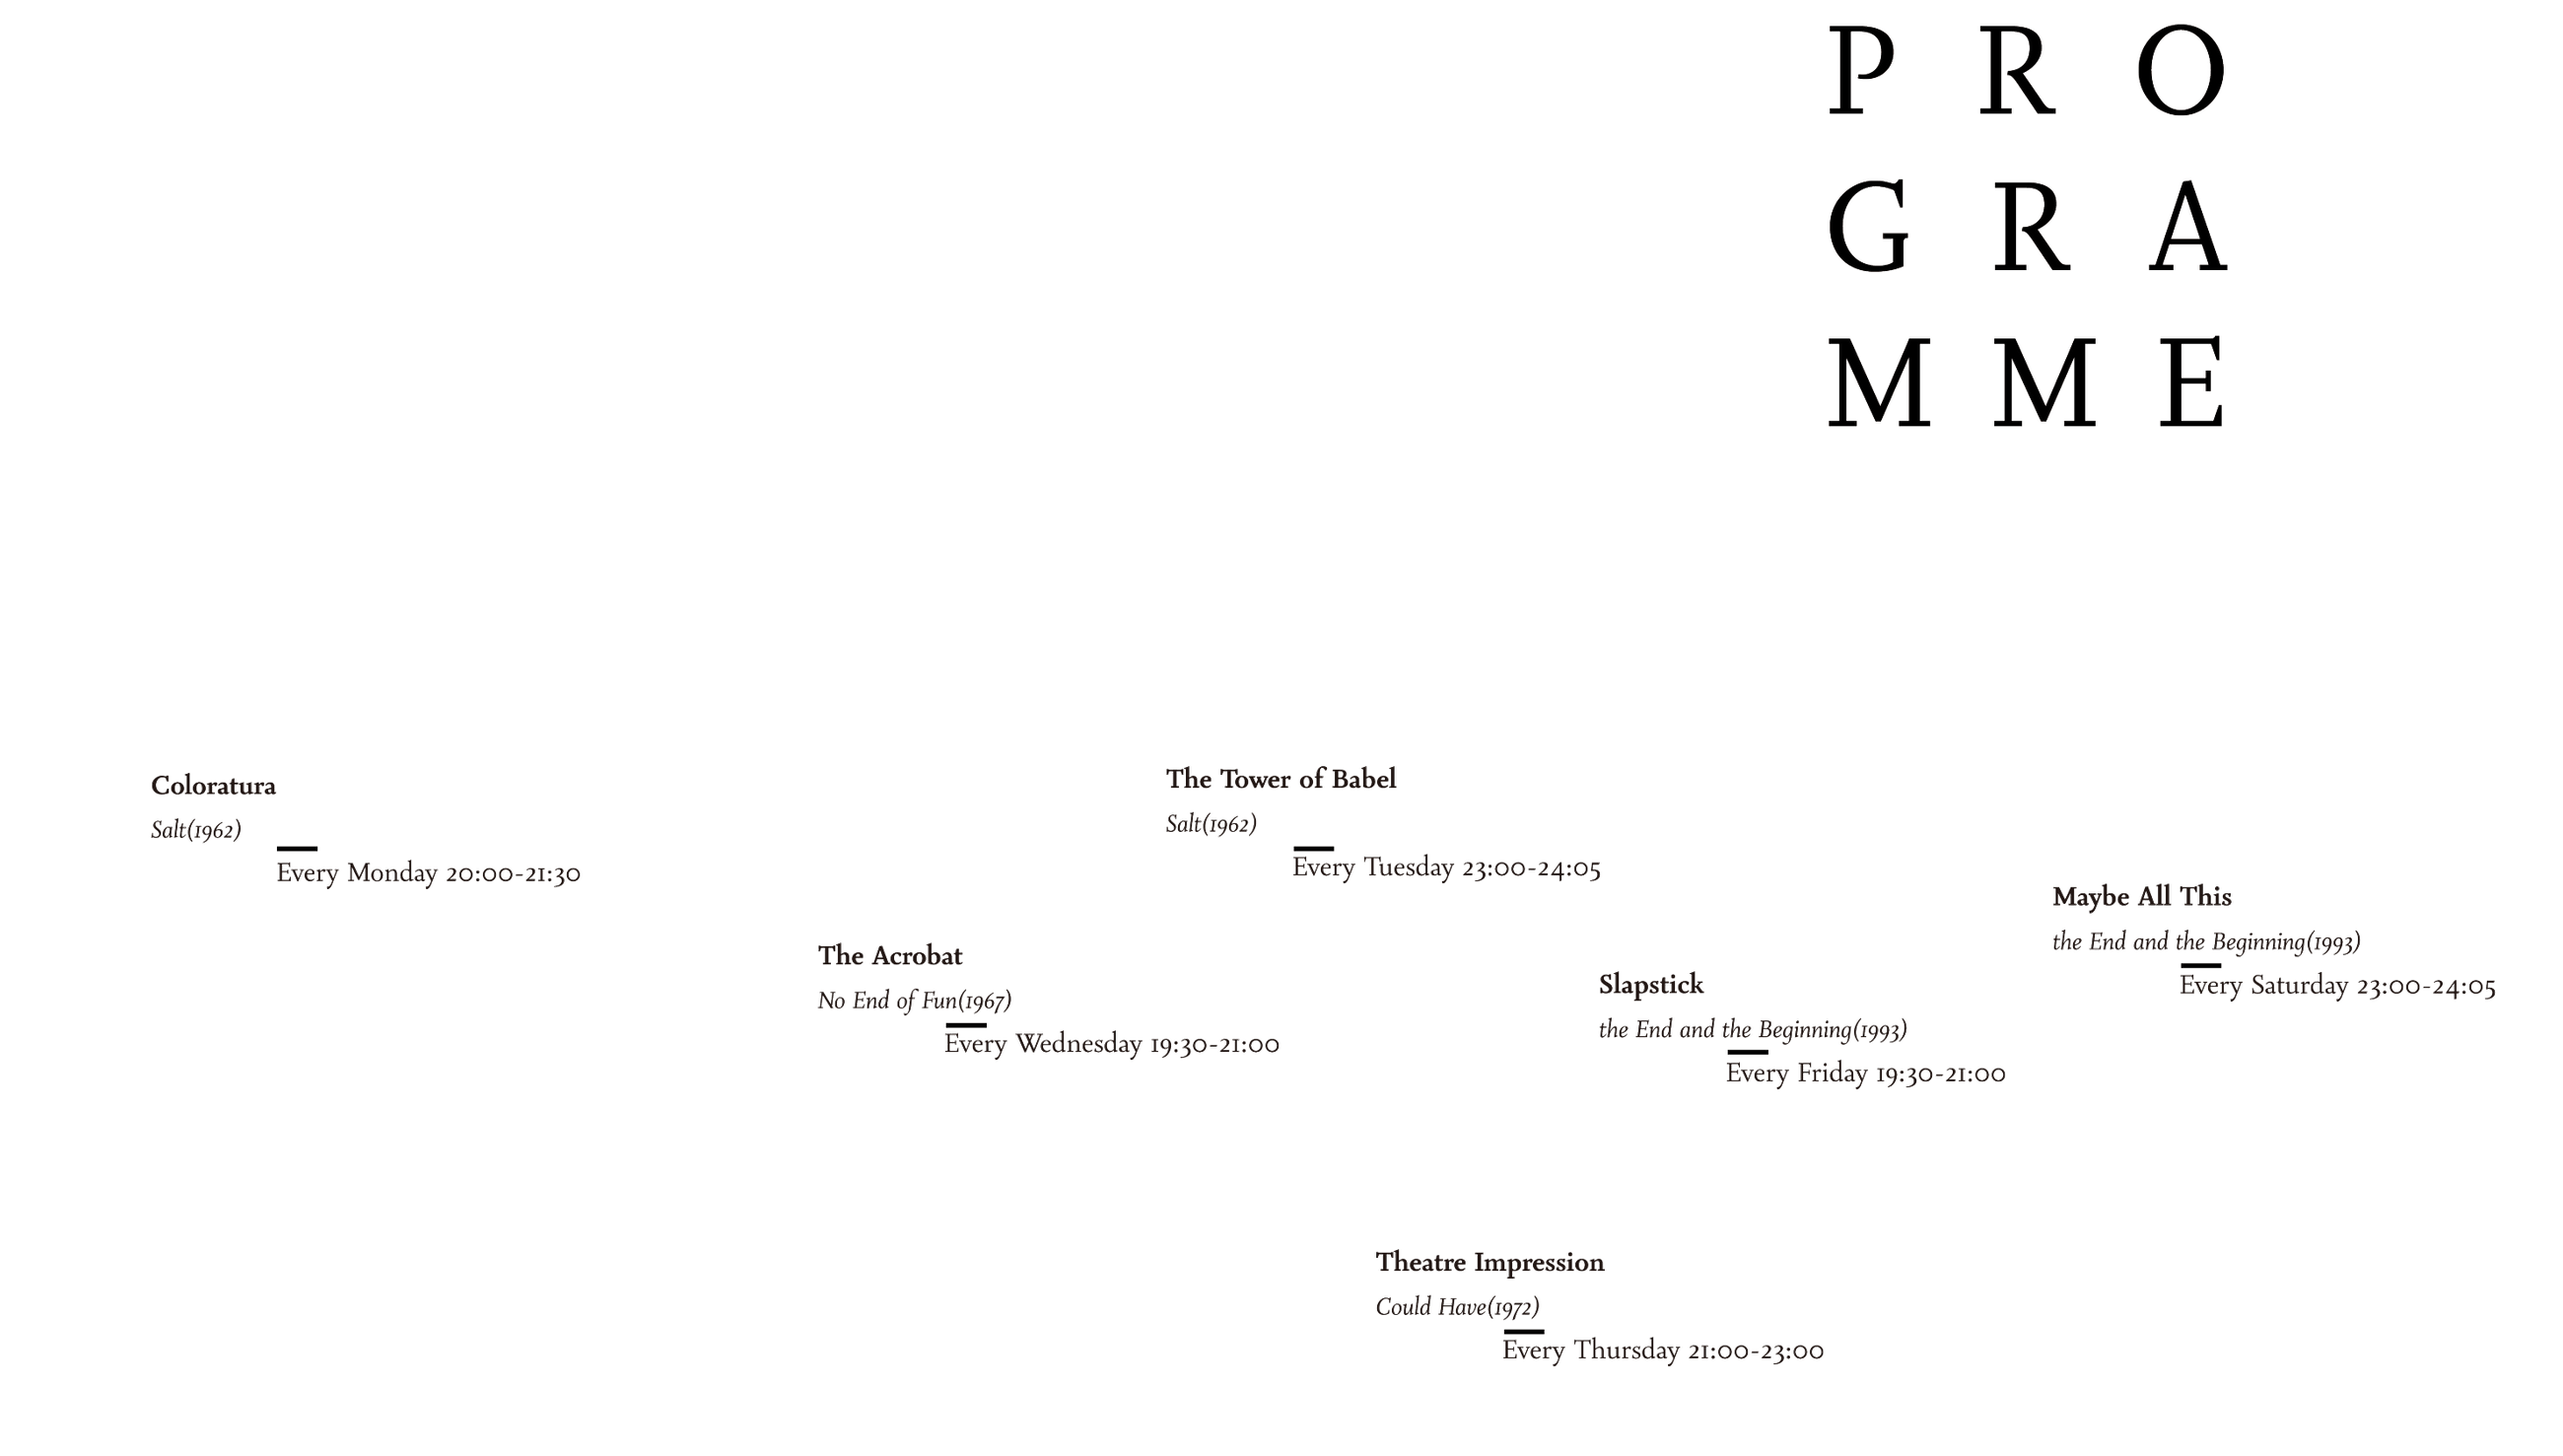 P R O
G R A
M M E
Coloratura
Salt(1962)
Every Monday 20:00-21:30
The Tower of Babel
Salt(1962)
Every Tuesday 23:00-24:05
The Acrobat
No End of Fun(1967)
Every Wednesday 19:30-21:00
Maybe All This
the End and the Beginning(1993)
Every Saturday 23:00-24:05
Slapstick
the End and the Beginning(1993)
Every Friday 19:30-21:00
Theatre Impression
Could Have(1972)
Every Thursday 21:00-23:00